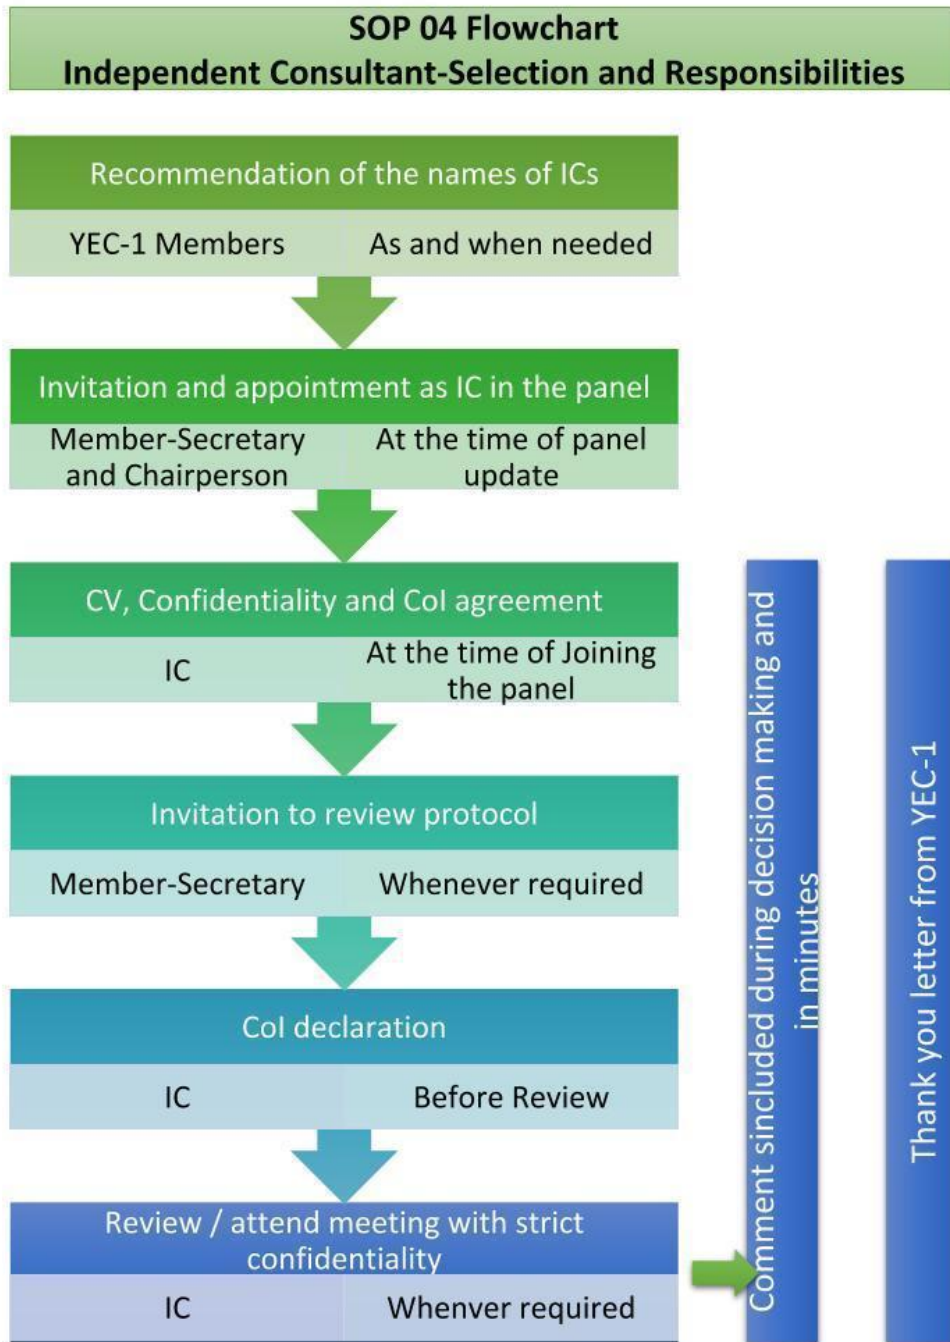 SOP 04 Flowchart
Independent Consultant-Selection and Responsibilities
Recommendation of the names of ICs
YEC-1 Members
As and when needed
Invitation and appointment as IC in the panel
Member-Secretary
and Chairperson
At the time of panel
update
CV, Confidentiality and CoI agreement
IC
At the time of Joining
the panel
Invitation to review protocol
Member-Secretary
Whenever required
CoI declaration
IC
Before Review
Review / attend meeting with strict
confidentiality
IC
Whenver required
Comment sincluded during decision making and
in minutes
Thank you letter from YEC-1